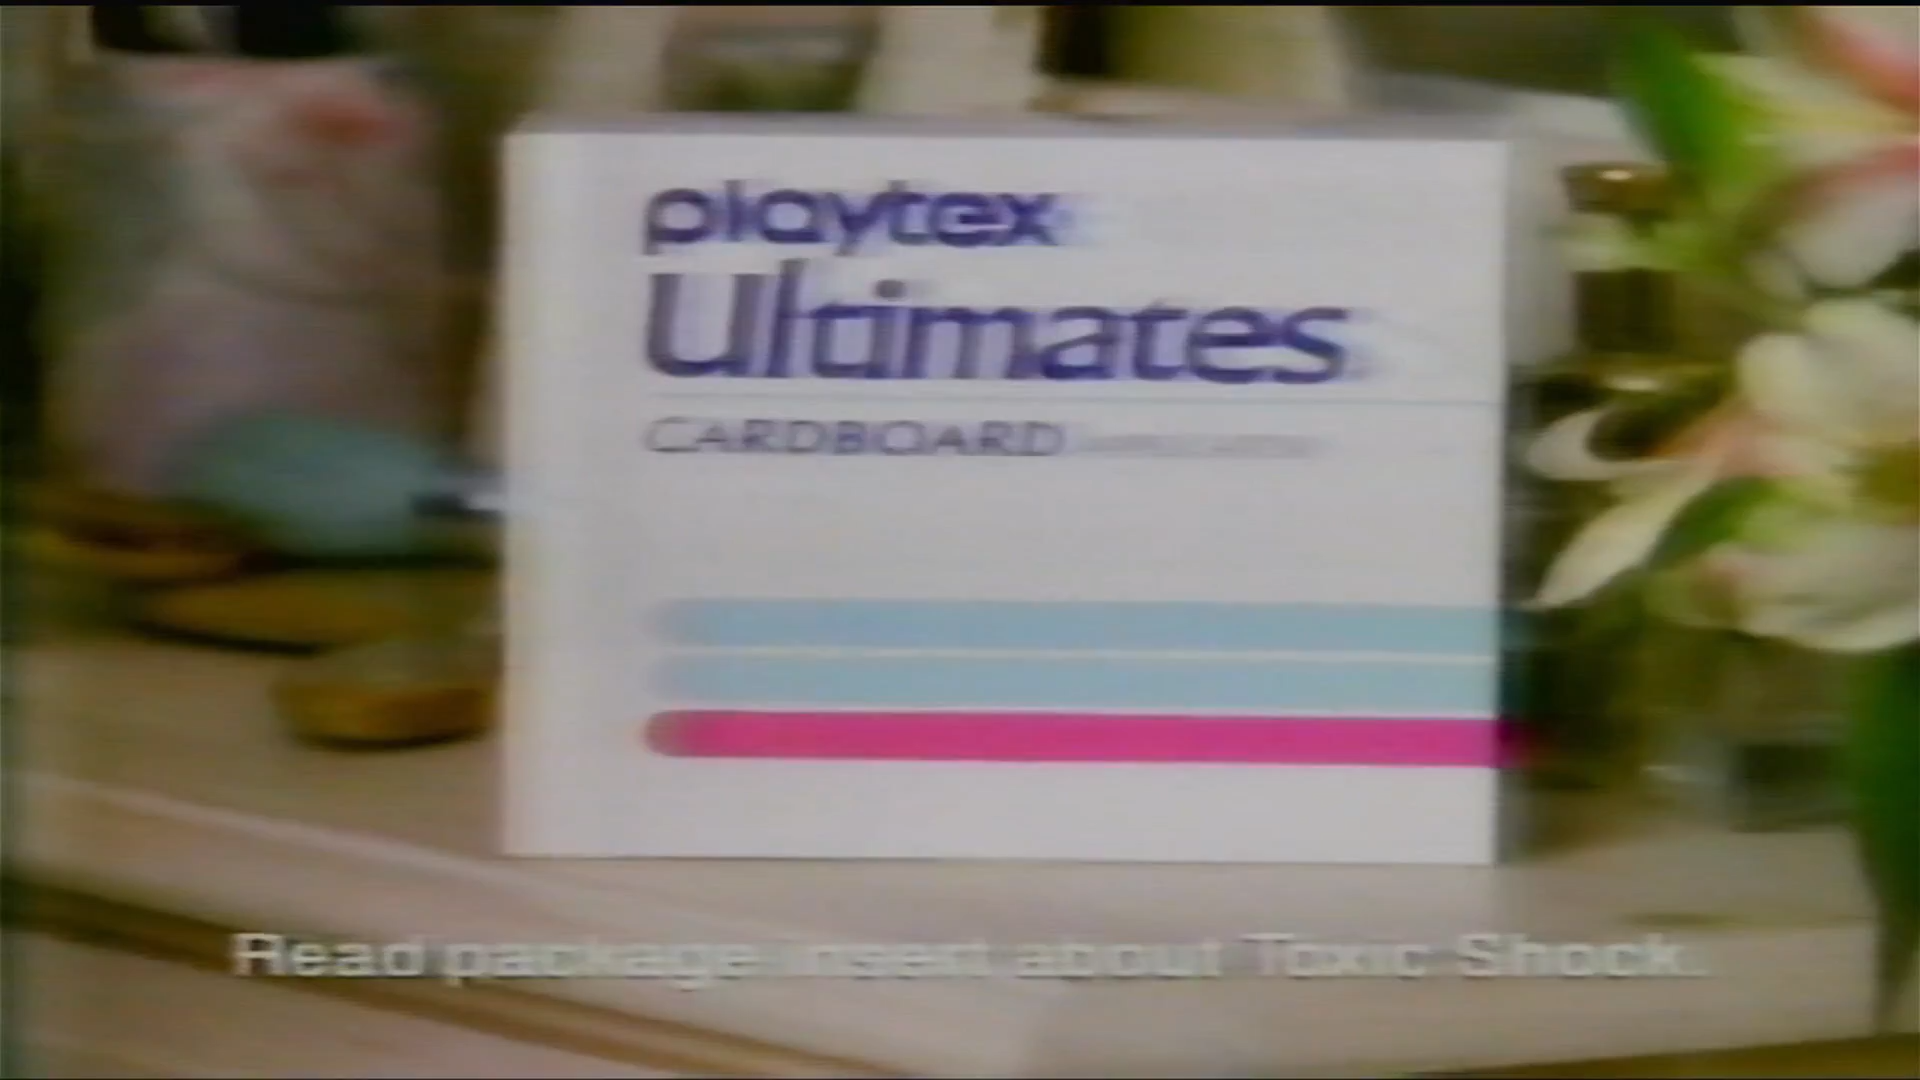 playtex
Ultimates
CARDBOARD
Read package insert about Toxic Shock.